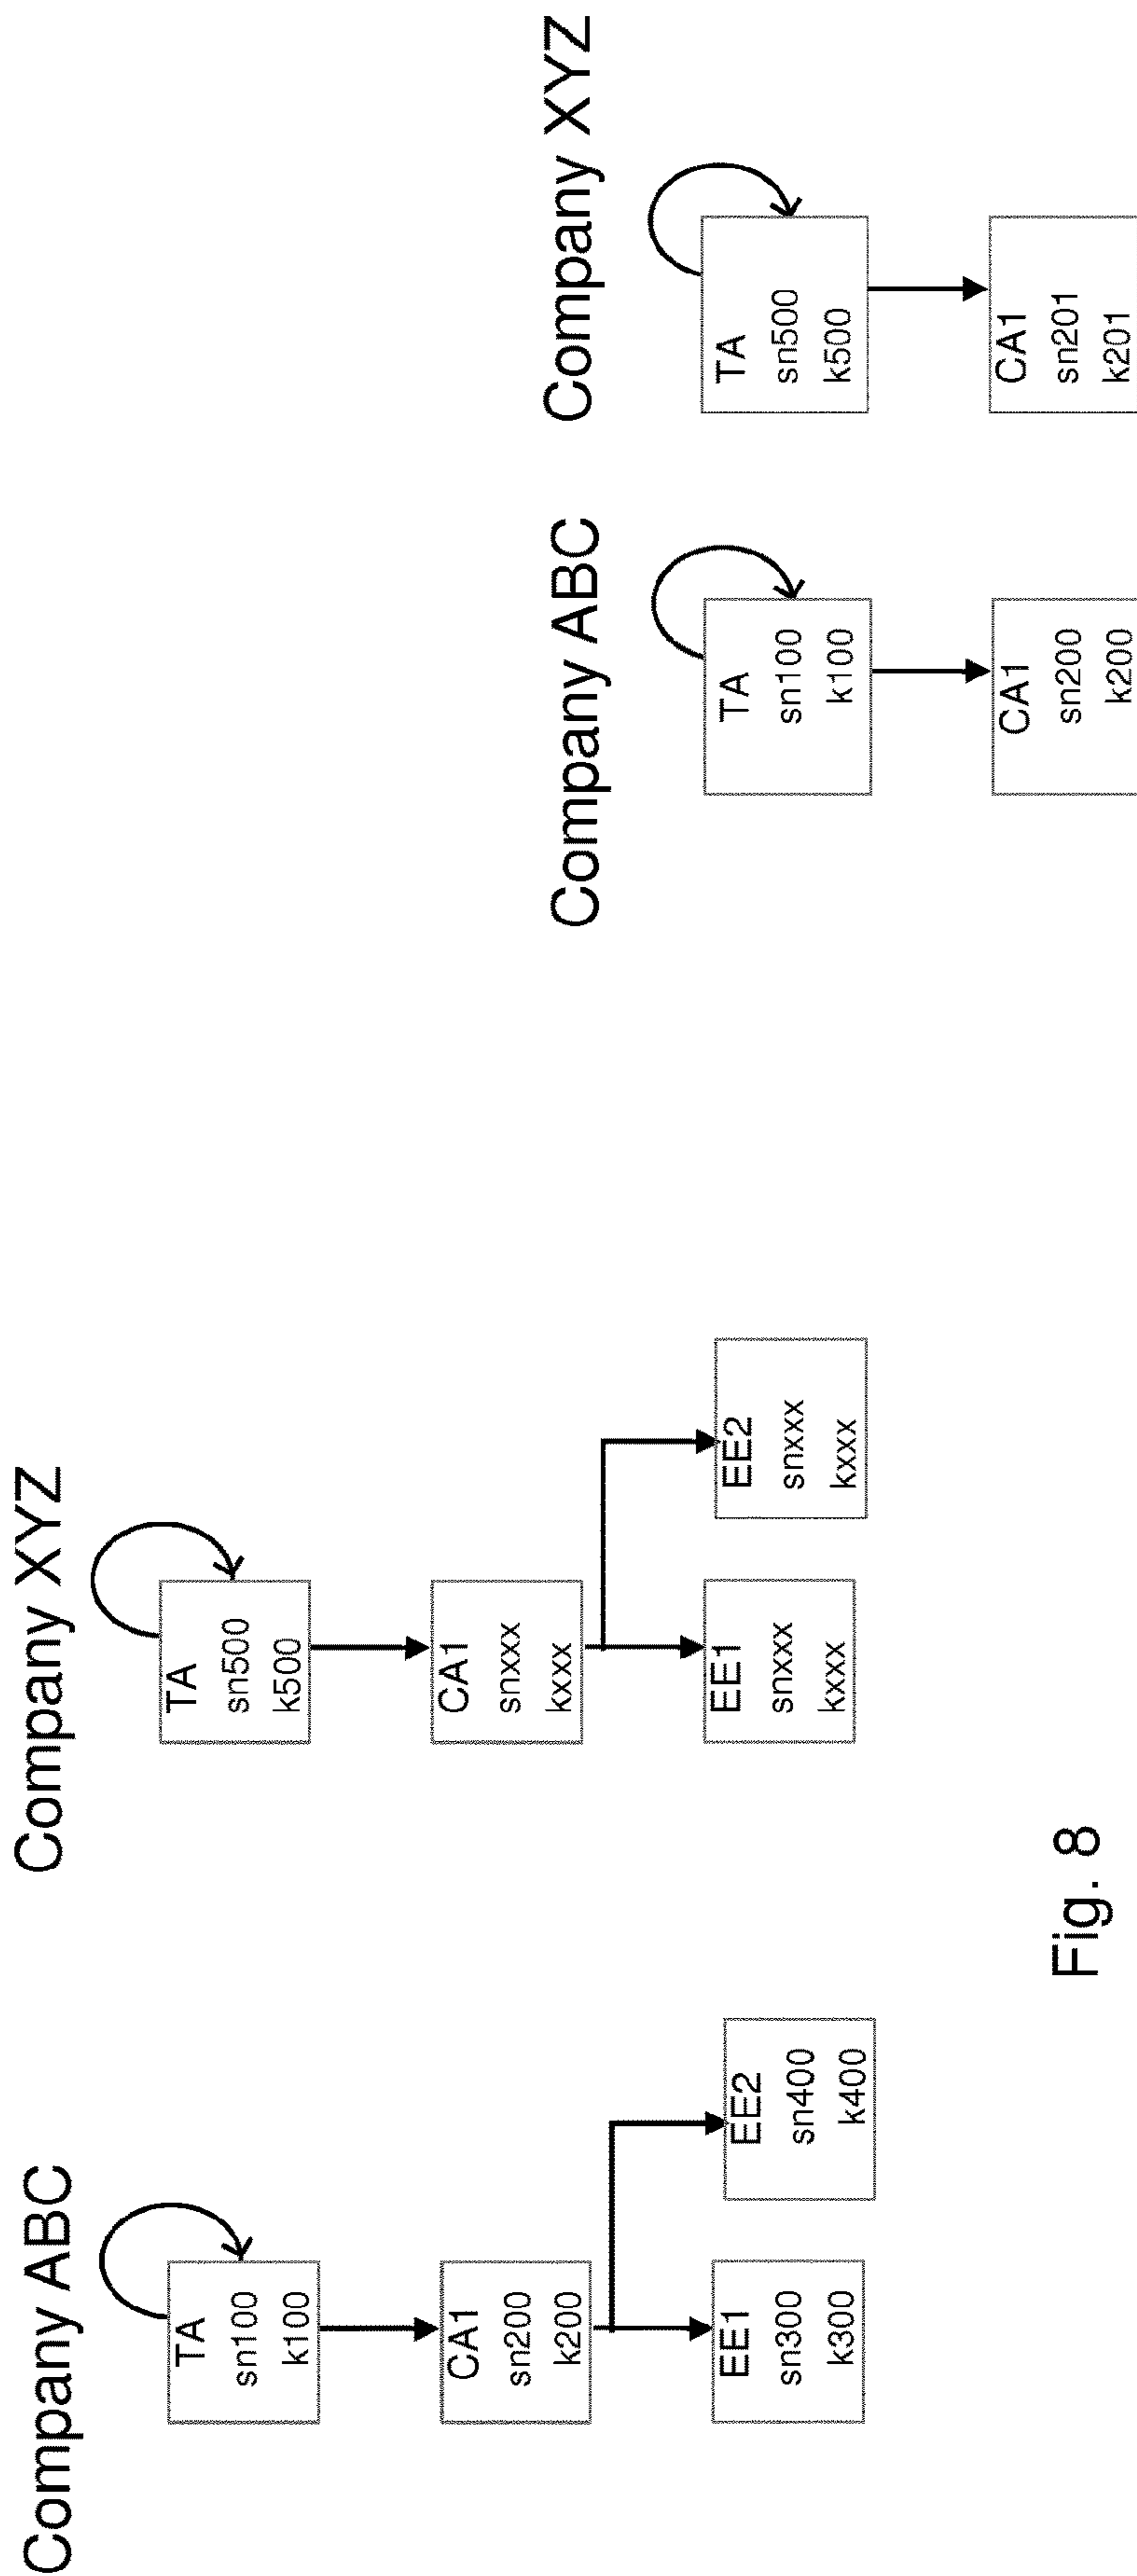 Company ABC
TA
sn100
k100
CA1
sn200
k200
EE1
sn300
k300
EE2
sn400
k400
Company XYZ
TA
sn500
k500
CA1
snxxx
kxxx
EE1
snxxx
kxxx
EE2
snxxx
kxxx
Company ABC
TA
sn100
k100
CA1
sn200
k200
Company XYZ
TA
sn500
k500
CA1
sn201
k201
Fig. 8